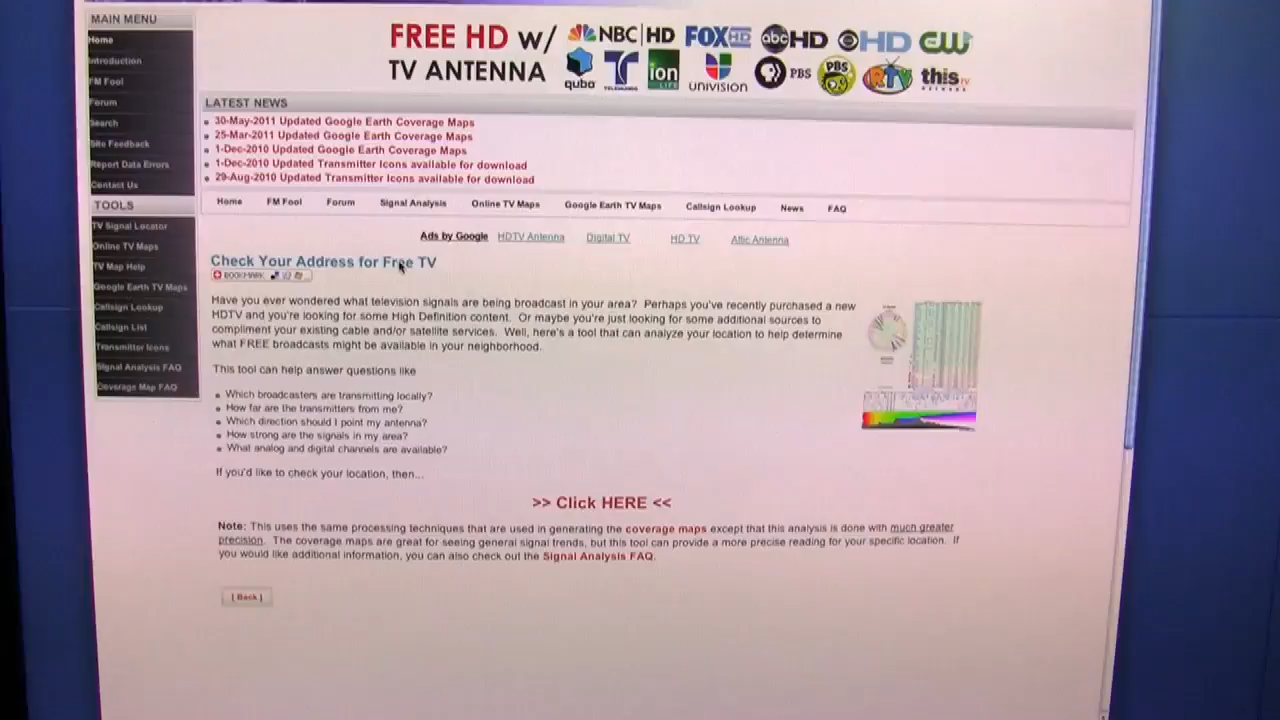 MAIN MENU
Home
Introduction
FM Fool
Forum
Search
Site Feedback
Report Data Errors
Contact Us
TOOLS
TV Signal Locator
Online TV Maps
TV Map Help
Google Earth TV Maps
Callsign Lookup
Callsign List
Transmitter Icons
Signal Analysis FAQ
Coverage Map FAQ
FREE HD w/
TV ANTENNA
NBC|HD FOXHD abcHD HD CW
qubo TELEMUNDO ion LIFE UNIVISION PBS PBS RTV this TV NETWORK
LATEST NEWS
30-May-2011 Updated Google Earth Coverage Maps
25-Mar-2011 Updated Google Earth Coverage Maps
1-Dec-2010 Updated Google Earth Coverage Maps
1-Dec-2010 Updated Transmitter Icons available for download
29-Aug-2010 Updated Transmitter Icons available for download
Home FM Fool Forum Signal Analysis Online TV Maps Google Earth TV Maps Callsign Lookup News FAQ
Ads by Google HDTV Antenna Digital TV HD TV Attic Antenna
Check Your Address for Free TV
BOOKMARK
Have you ever wondered what television signals are being broadcast in your area? Perhaps you've recently purchased a new
HDTV and you're looking for some High Definition content. Or maybe you're just looking for some additional sources to
compliment your existing cable and/or satellite services. Well, here's a tool that can analyze your location to help determine
what FREE broadcasts might be available in your neighborhood.
This tool can help answer questions like
Which broadcasters are transmitting locally?
How far are the transmitters from me?
Which direction should I point my antenna?
How strong are the signals in my area?
What analog and digital channels are available?
If you'd like to check your location, then...
>> Click HERE <<
Note: This uses the same processing techniques that are used in generating the coverage maps except that this analysis is done with much greater
precision. The coverage maps are great for seeing general signal trends, but this tool can provide a more precise reading for your specific location. If
you would like additional information, you can also check out the Signal Analysis FAQ.
[ Back ]